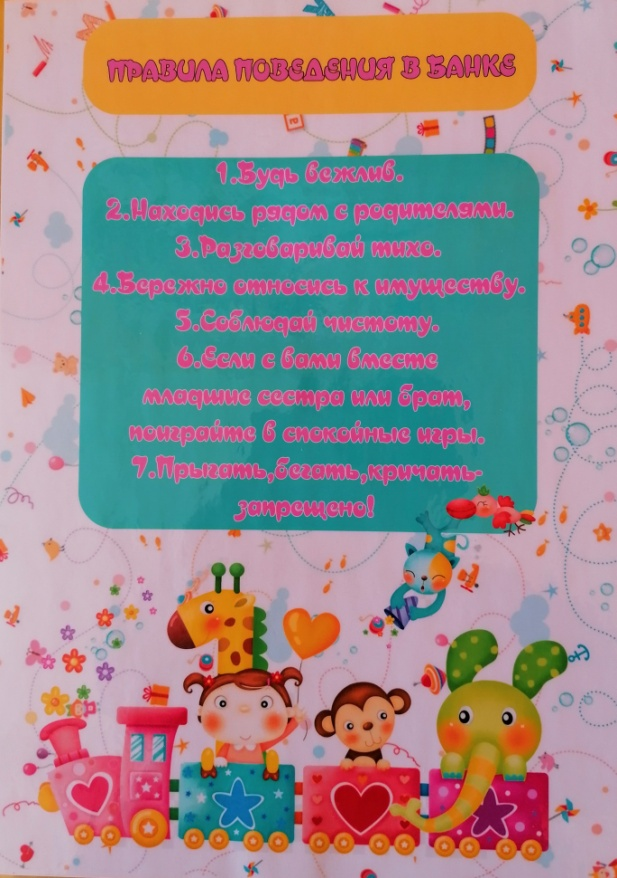 ПРАВИЛА ПОВЕДЕНИЯ В БАНКЕ
1.Будь вежлив.
2.Находись рядом с родителями.
3.Разговаривай тихо.
4.Бережно относись к имуществу.
5.Соблюдай чистоту.
6.Если с вами вместе
младшие сестра или брат,
поиграйте в спокойные игры.
7.Прыгать,бегать,кричать-
запрещено!